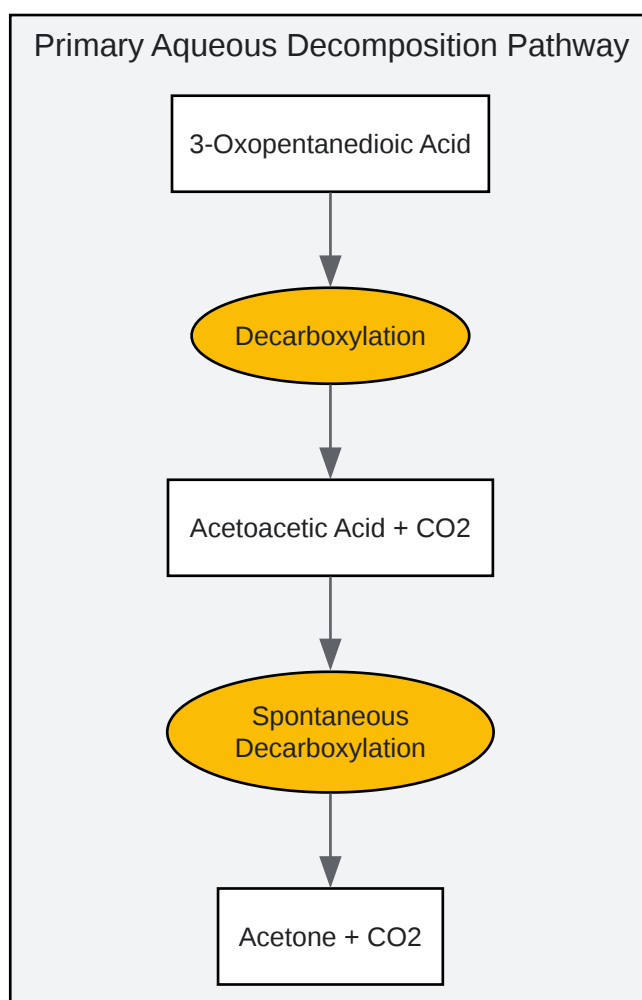 Primary Aqueous Decomposition Pathway
3-Oxopentanedioic Acid
Decarboxylation
Acetoacetic Acid + CO2
Spontaneous
Decarboxylation
Acetone + CO2